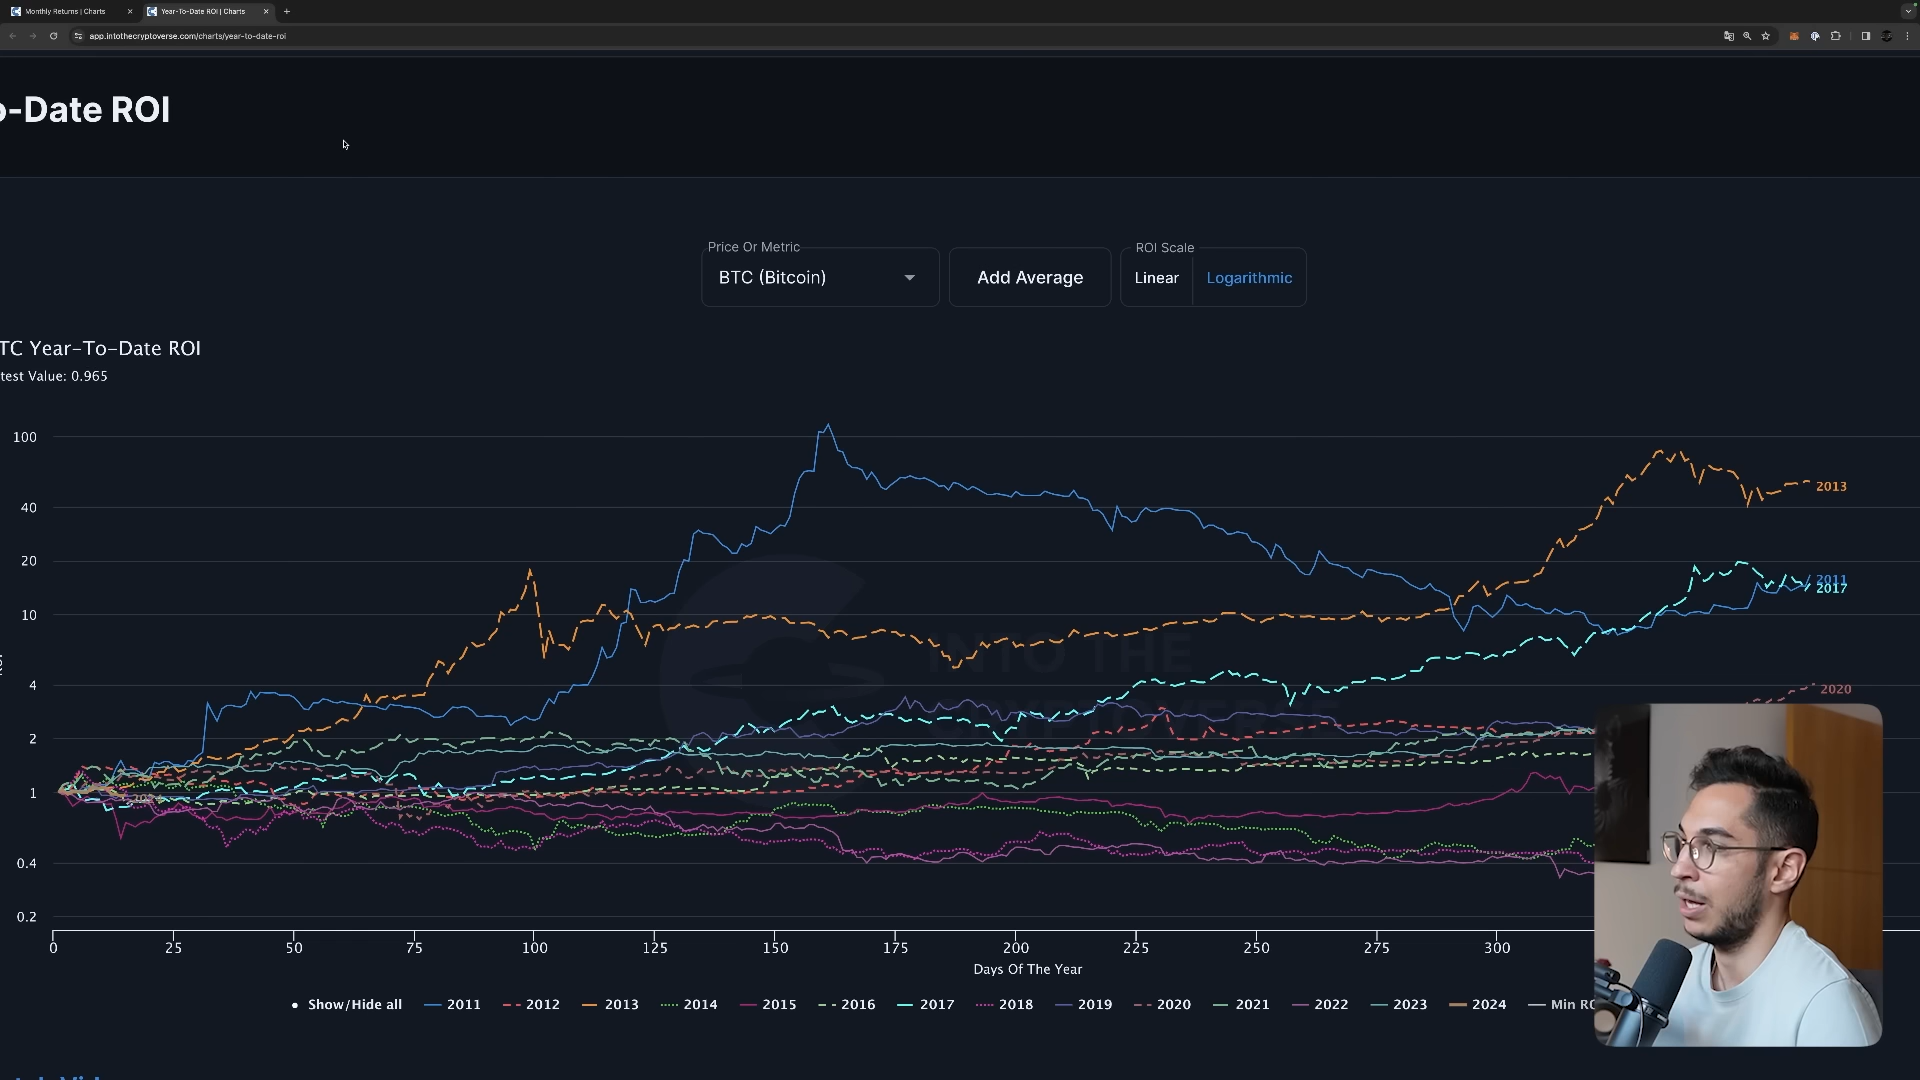 Monthly Returns | Charts
Year-To-Date ROI | Charts
app.intothecryptoverse.com/charts/year-to-date-roi
o-Date ROI
Price Or Metric
BTC (Bitcoin)
Add Average
ROI Scale
Linear
Logarithmic
TC Year-To-Date ROI
test Value: 0.965
100
40
20
10
4
2
1
0.4
0.2
2013
2011
2017
2020
INTO THE
CRYPTOVERSE
0 25 50 75 100 125 150 175 200 225 250 275 300
Days Of The Year
Show/Hide all 2011 2012 2013 2014 2015 2016 2017 2018 2019 2020 2021 2022 2023 2024 Min RO